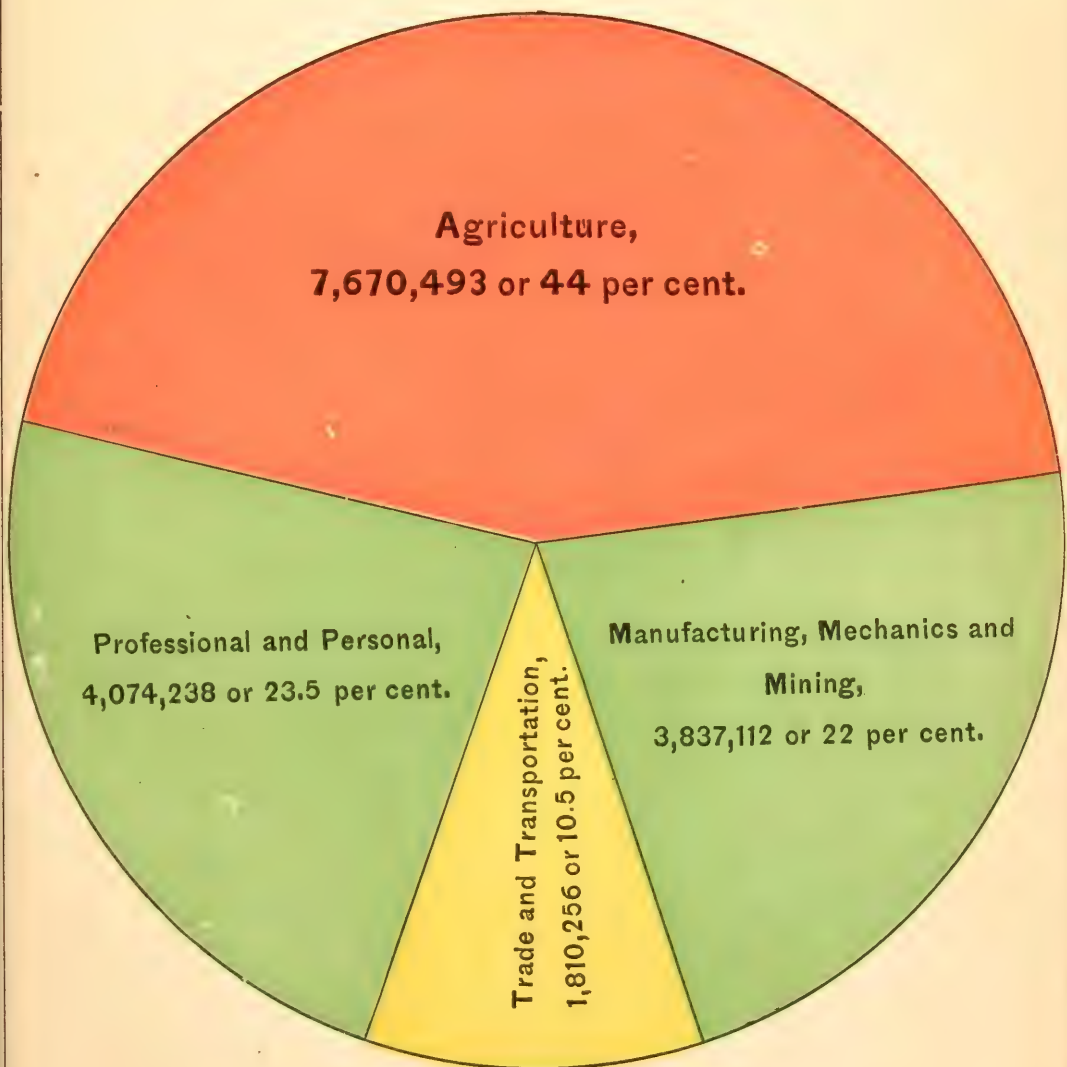 Agriculture,
7,670,493 or 44 per cent.
Professional and Personal,
4,074,238 or 23.5 per cent.
Trade and Transportation,
1,810,256 or 10.5 per cent.
Manufacturing, Mechanics and
Mining,
3,837,112 or 22 per cent.